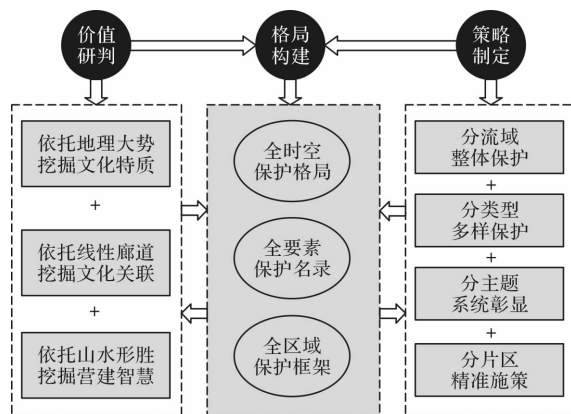 价值
研判
格局
构建
策略
制定
依托地理大势
挖掘文化特质
+
依托线性廊道
挖掘文化关联
+
依托山水形胜
挖掘营建智慧
全时空
保护格局
全要素
保护名录
全区域
保护框架
分流域
整体保护
+
分类型
多样保护
+
分主题
系统彰显
+
分片区
精准施策